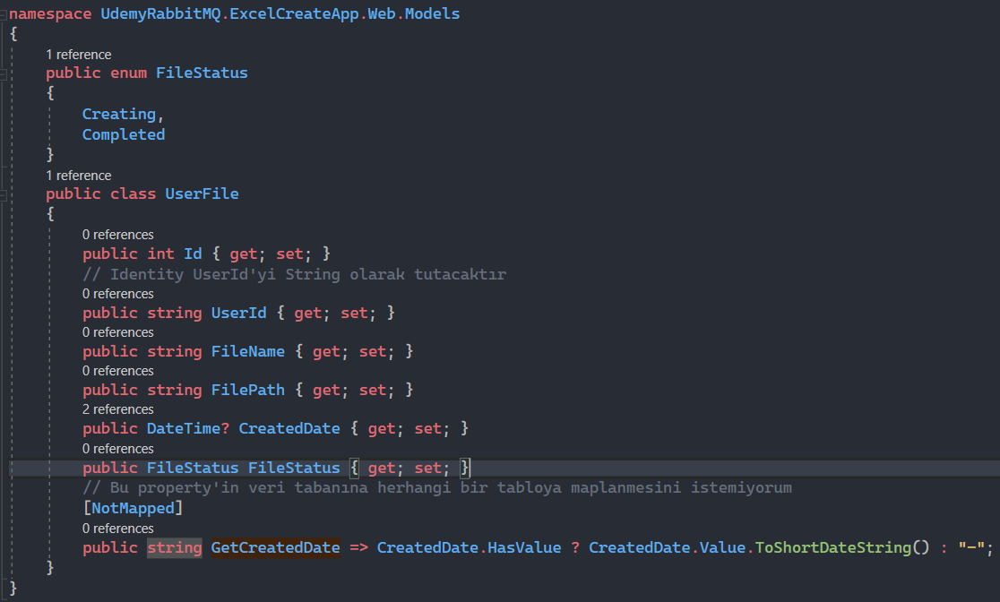 namespace UdemyRabbitMQ.ExcelCreateApp.Web.Models
{
1 reference
public enum FileStatus
{
Creating,
Completed
}
1 reference
public class UserFile
{
0 references
public int Id { get; set; }
// Identity UserId'yi String olarak tutacaktır
0 references
public string UserId { get; set; }
0 references
public string FileName { get; set; }
0 references
public string FilePath { get; set; }
2 references
public DateTime? CreatedDate { get; set; }
0 references
public FileStatus FileStatus { get; set; }
// Bu property'in veri tabanına herhangi bir tabloya maplanmesini istemiyorum
[NotMapped]
0 references
public string GetCreatedDate => CreatedDate.HasValue ? CreatedDate.Value.ToShortDateString() : "-";
}
}